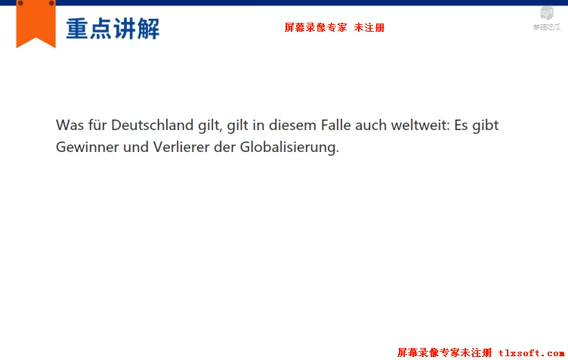 重点讲解
屏幕录像专家 未注册
Was für Deutschland gilt, gilt in diesem Falle auch weltweit: Es gibt
Gewinner und Verlierer der Globalisierung.
屏幕录像专家未注册 tlxsoft.com